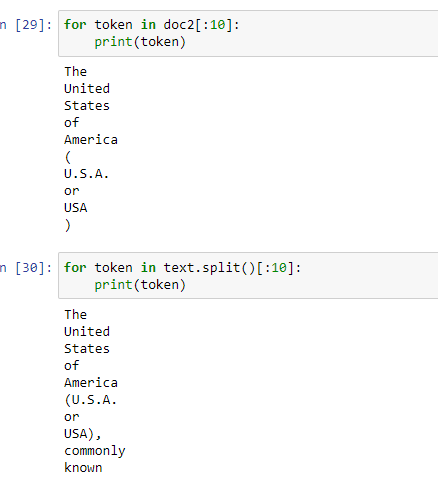 n [29]: for token in doc2[:10]:
print(token)
The
United
States
of
America
(
U.S.A.
or
USA
)
n [30]: for token in text.split()[:10]:
print(token)
The
United
States
of
America
(U.S.A.
or
USA),
commonly
known